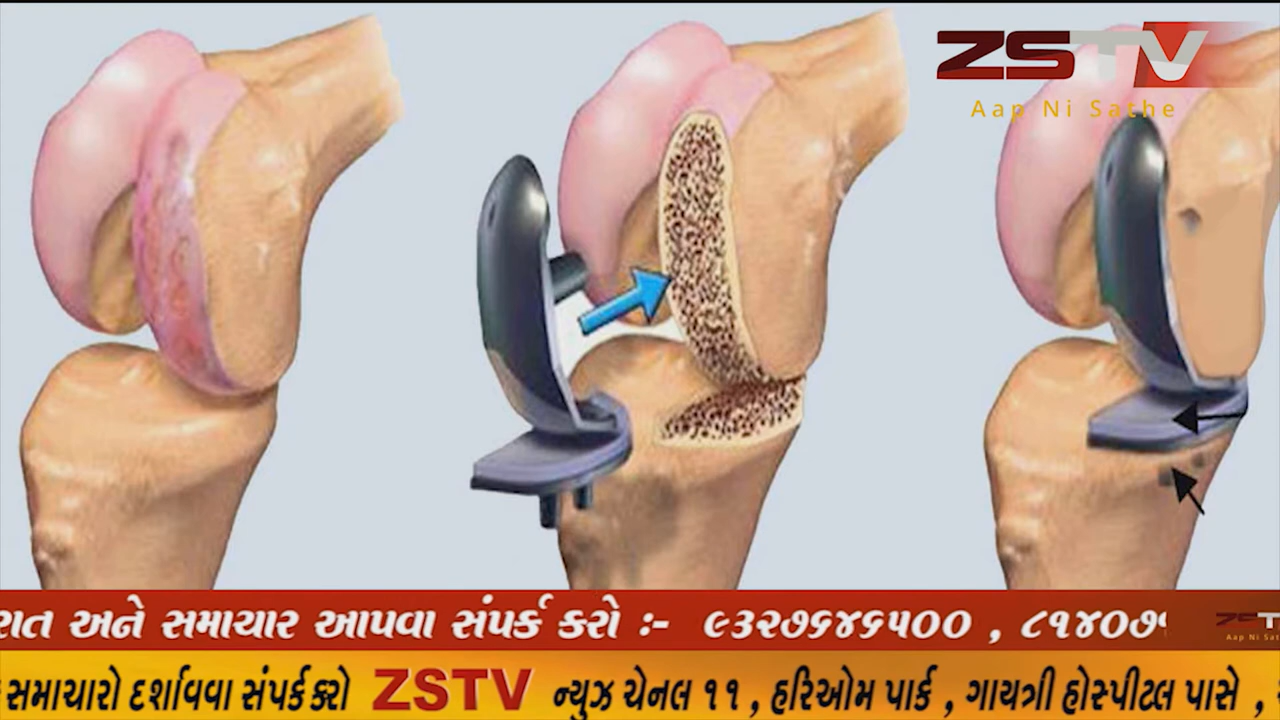 ZSTV
Aap Ni Sathe
અને સમાચાર આપવા સંપર્ક કરો :- ૯૩૨૭૬૪૬૫૦૦ , ૮૧૪૦૭
સમાચારો દર્શાવવા સંપર્ક કરો ZSTV ન્યુઝ ચેનલ ૧૧ , હરિઓમ પાર્ક , ગાયત્રી હોસ્પીટલ પાસે ,